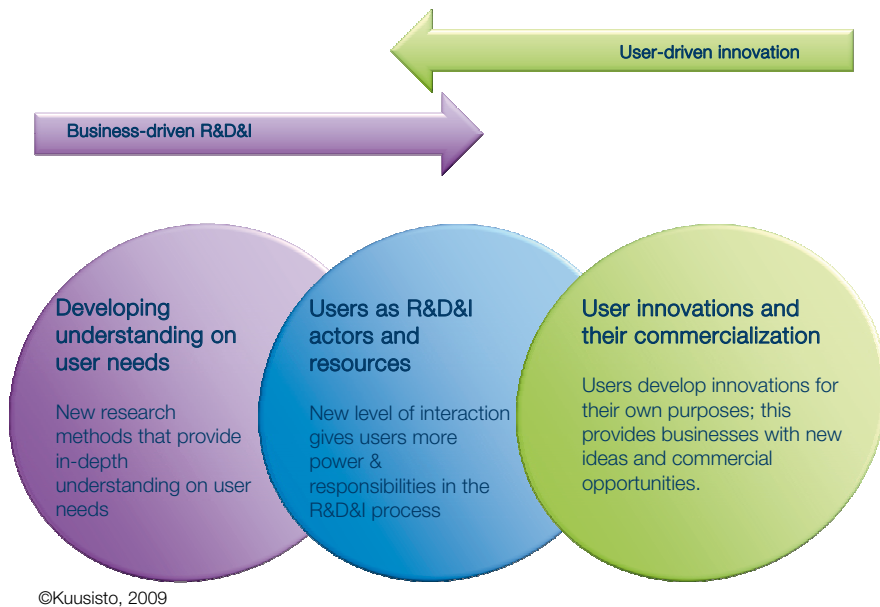 User-driven innovation
Business-driven R&D&I
Developing
understanding on
user needs
New research
methods that provide
in-depth
understanding on user
needs
Users as R&D&I
actors and
resources
New level of interaction
gives users more
power &
responsibilities in the
R&D&I process
User innovations and
their commercialization
Users develop innovations for
their own purposes; this
provides businesses with new
ideas and commercial
opportunities.
©Kuusisto, 2009